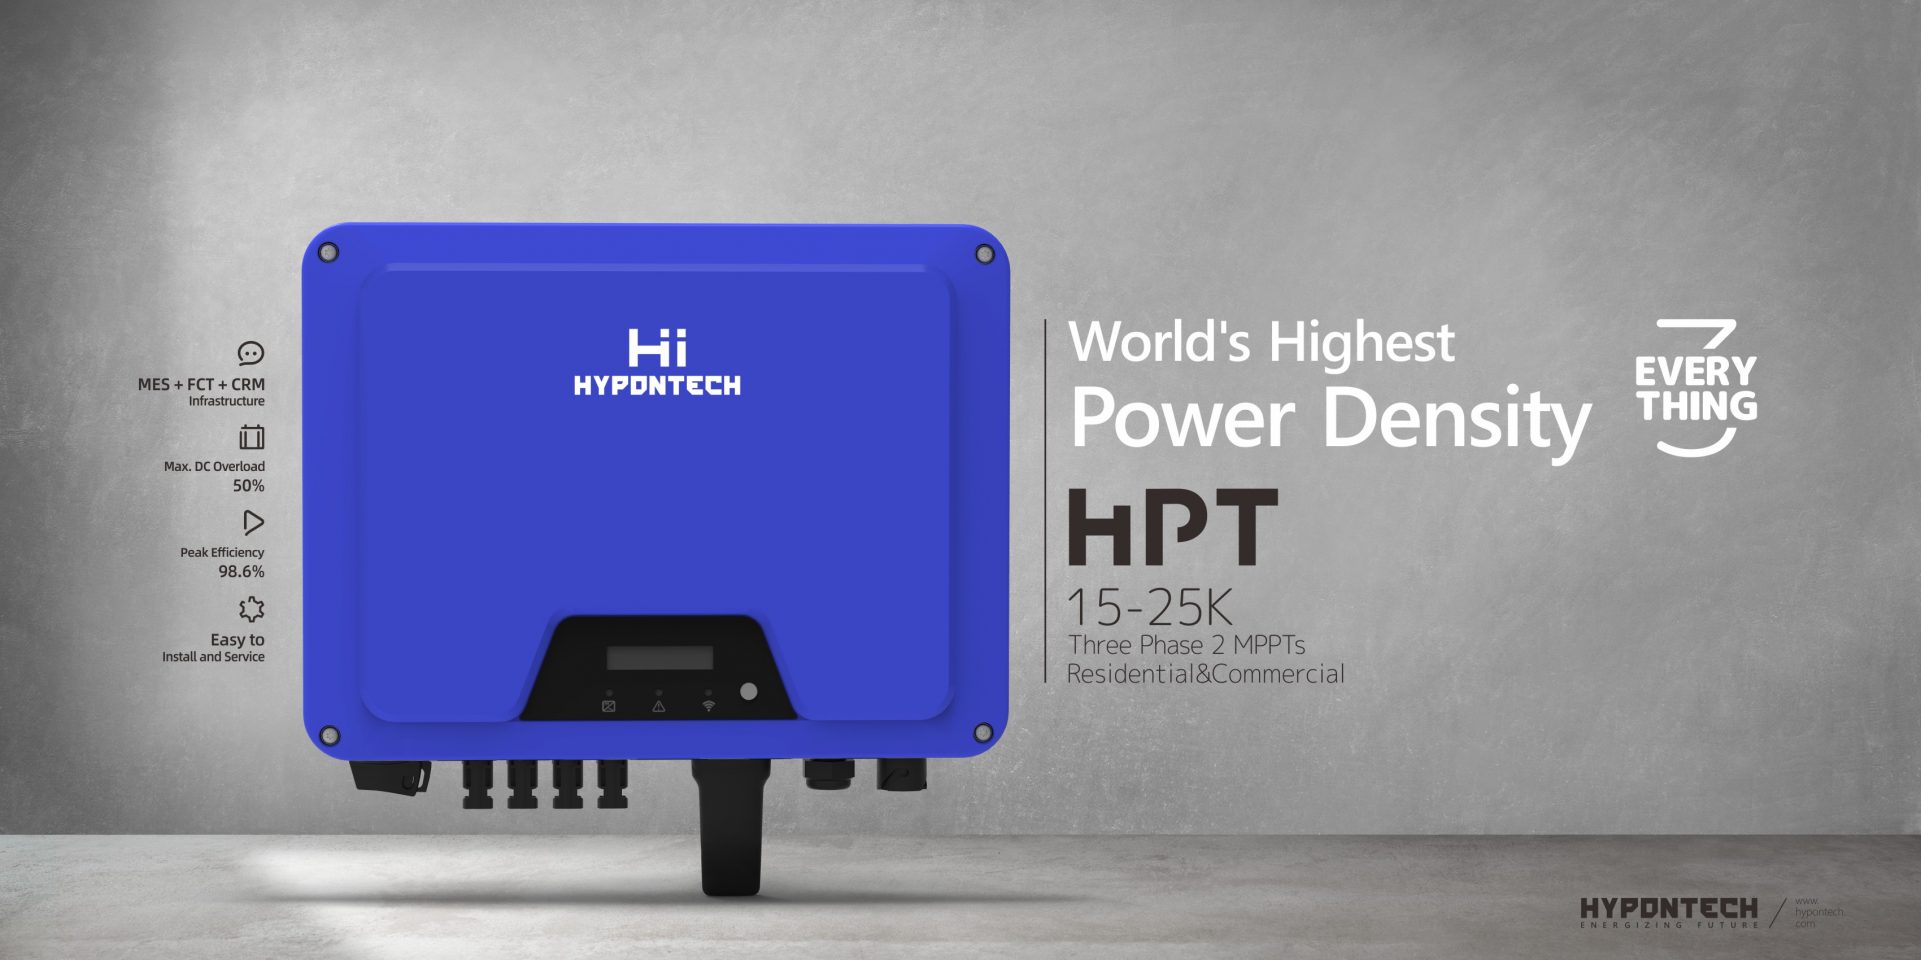 MES + FCT + CRM
Infrastructure
Max. DC Overload
50%
Peak Efficiency
98.6%
Easy to
Install and Service
Hi
HYPONTECH
World's Highest
Power Density
3
EVERY
THING
HPT
15-25K
Three Phase 2 MPPTs
Residential&Commercial
HYPONTECH
ENERGIZING FUTURE
www.
hypontech.
com